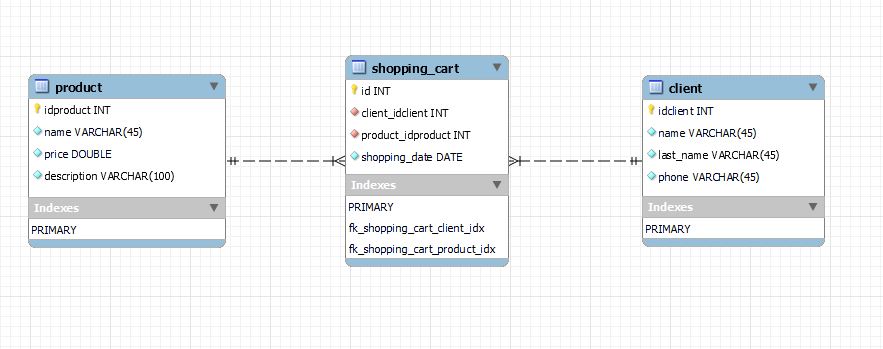 product
idproduct INT
name VARCHAR(45)
price DOUBLE
description VARCHAR(100)
Indexes
PRIMARY
shopping_cart
id INT
client_idclient INT
product_idproduct INT
shopping_date DATE
Indexes
PRIMARY
fk_shopping_cart_client_idx
fk_shopping_cart_product_idx
client
idclient INT
name VARCHAR(45)
last_name VARCHAR(45)
phone VARCHAR(45)
Indexes
PRIMARY